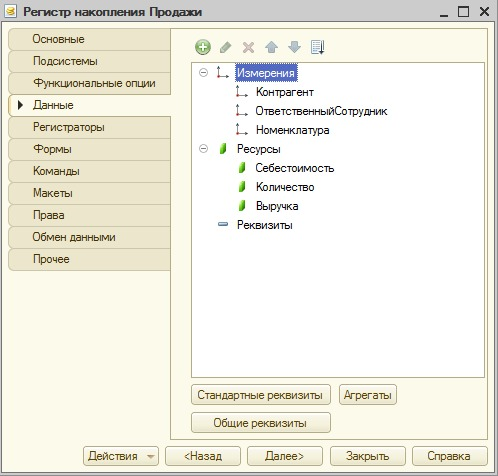 Регистр накопления Продажи
Основные
Подсистемы
Функциональные опции
Данные
Регистраторы
Формы
Команды
Макеты
Права
Обмен данными
Прочее
Измерения
Контрагент
ОтветственныйСотрудник
Номенклатура
Ресурсы
Себестоимость
Количество
Выручка
Реквизиты
Стандартные реквизиты
Агрегаты
Общие реквизиты
Действия
<Назад
Далее>
Закрыть
Справка